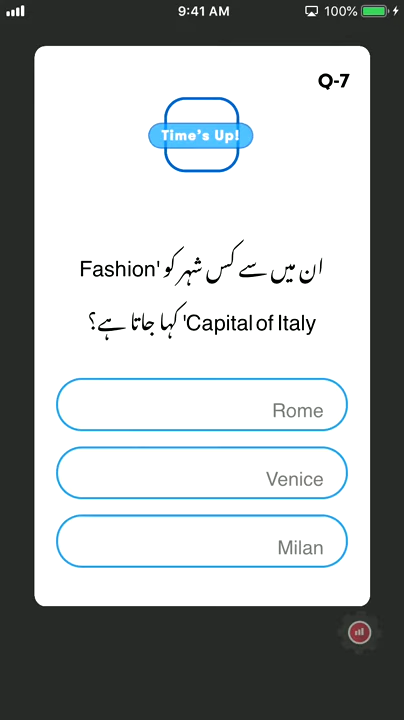 9:41 AM
100%
Q-7
Time's Up!
ان میں سے کس شہر کو 'Fashion
Capital of Italy' کہا جاتا ہے؟
Rome
Venice
Milan